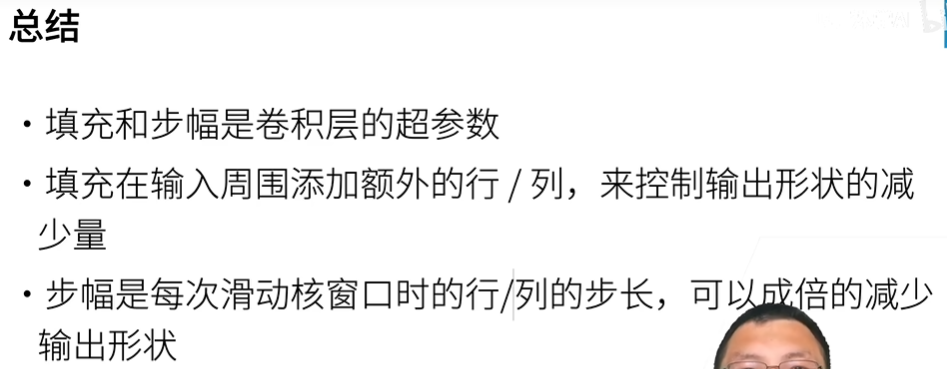 总结
· 填充和步幅是卷积层的超参数
· 填充在输入周围添加额外的行 / 列，来控制输出形状的减
少量
· 步幅是每次滑动核窗口时的行/列的步长，可以成倍的减少
输出形状